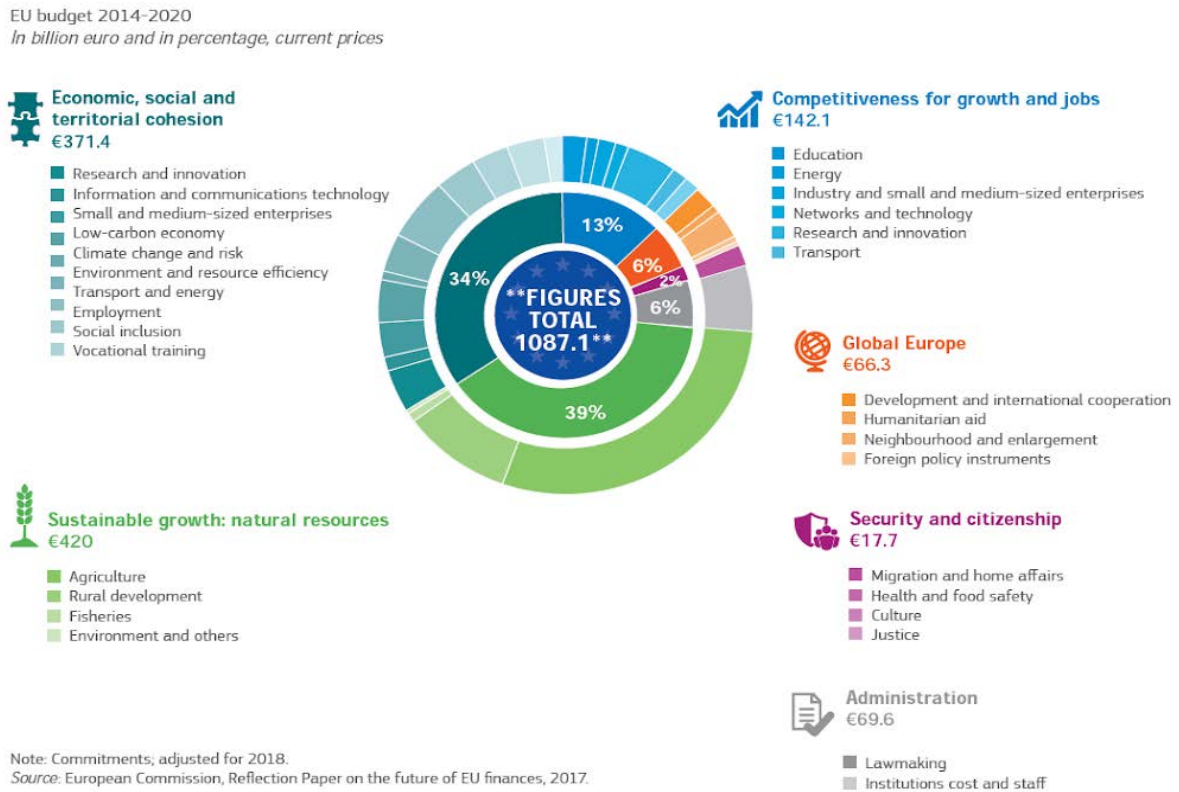 EU budget 2014-2020
In billion euro and in percentage, current prices
Economic, social and
territorial cohesion
€371.4
Research and innovation
Information and communications technology
Small and medium-sized enterprises
Low-carbon economy
Climate change and risk
Environment and resource efficiency
Transport and energy
Employment
Social inclusion
Vocational training
Competitiveness for growth and jobs
€142.1
Education
Energy
Industry and small and medium-sized enterprises
Networks and technology
Research and innovation
Transport
13%
6%
2%
6%
39%
34%
**FIGURES
TOTAL
1087.1**
Global Europe
€66.3
Development and international cooperation
Humanitarian aid
Neighbourhood and enlargement
Foreign policy instruments
Sustainable growth: natural resources
€420
Agriculture
Rural development
Fisheries
Environment and others
Security and citizenship
€17.7
Migration and home affairs
Health and food safety
Culture
Justice
Administration
€69.6
Lawmaking
Institutions cost and staff
Note: Commitments; adjusted for 2018.
Source: European Commission, Reflection Paper on the future of EU finances, 2017.